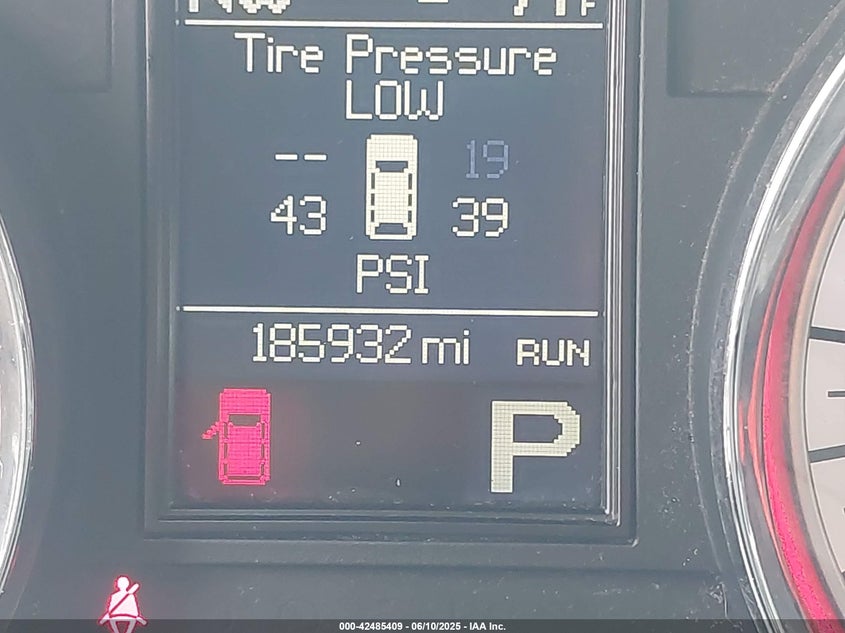 Tire Pressure
LOW
-- 19
43 39
PSI
185932 mi RUN
P
000-42485409 - 06/10/2025 - IAA Inc.